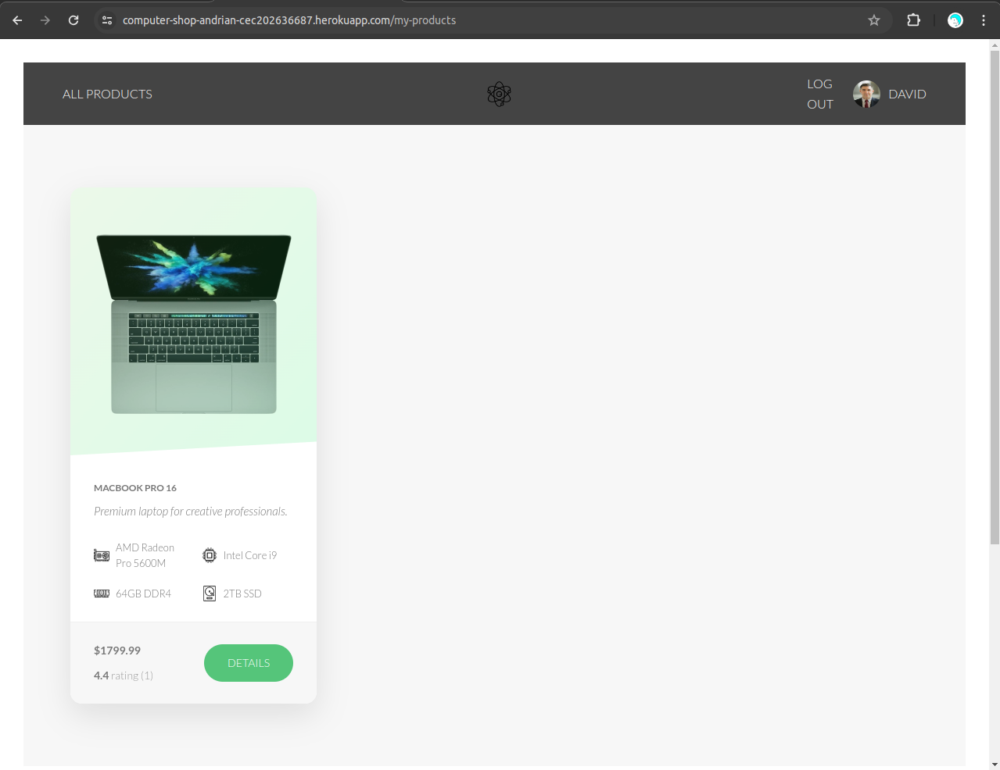 computer-shop-andrian-cec202636687.herokuapp.com/my-products
ALL PRODUCTS
LOG
OUT
DAVID
MACBOOK PRO 16
Premium laptop for creative professionals.
AMD Radeon
Pro 5600M
Intel Core i9
64GB DDR4
2TB SSD
$1799.99
4.4 rating (1)
DETAILS